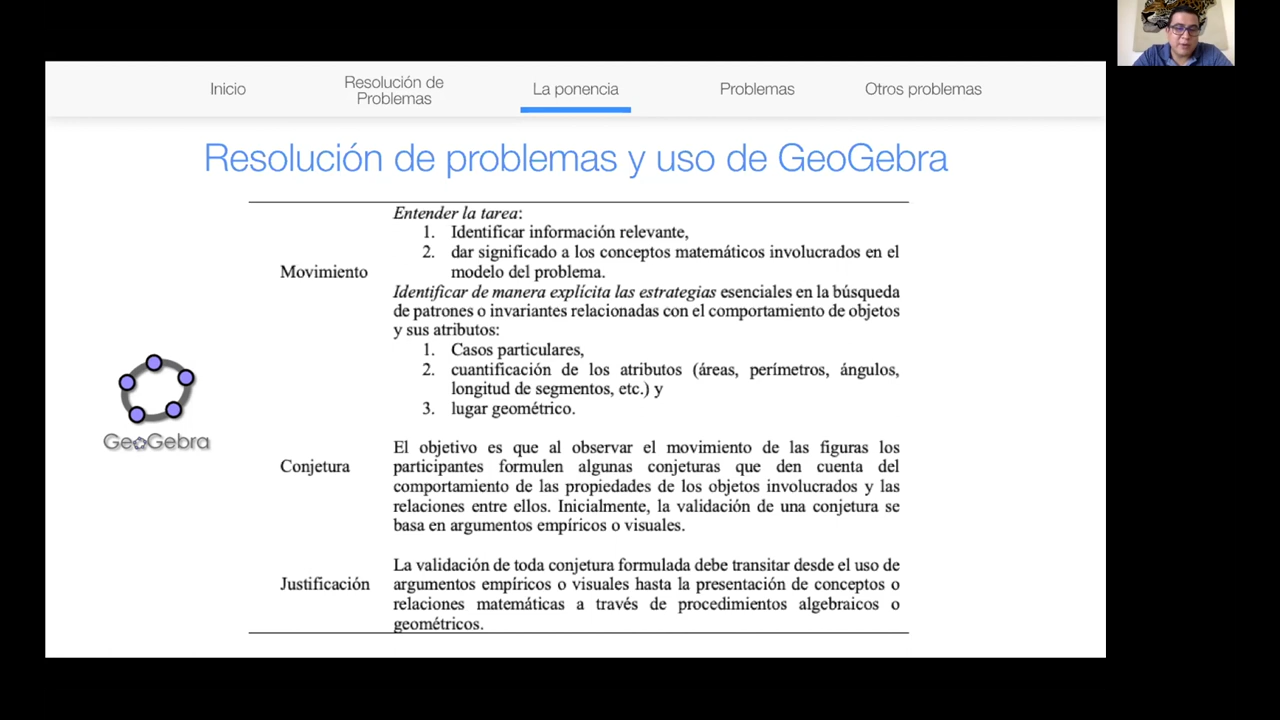 Inicio
Resolución de
Problemas
La ponencia
Problemas
Otros problemas
Resolución de problemas y uso de GeoGebra
Movimiento
Entender la tarea:
1. Identificar información relevante,
2. dar significado a los conceptos matemáticos involucrados en el
modelo del problema.
Identificar de manera explícita las estrategias esenciales en la búsqueda
de patrones o invariantes relacionadas con el comportamiento de objetos
y sus atributos:
1. Casos particulares,
2. cuantificación de los atributos (áreas, perímetros, ángulos,
longitud de segmentos, etc.) y
3. lugar geométrico.
GeoGebra
Conjetura
El objetivo es que al observar el movimiento de las figuras los
participantes formulen algunas conjeturas que den cuenta del
comportamiento de las propiedades de los objetos involucrados y las
relaciones entre ellos. Inicialmente, la validación de una conjetura se
basa en argumentos empíricos o visuales.
Justificación
La validación de toda conjetura formulada debe transitar desde el uso de
argumentos empíricos o visuales hasta la presentación de conceptos o
relaciones matemáticas a través de procedimientos algebraicos o
geométricos.